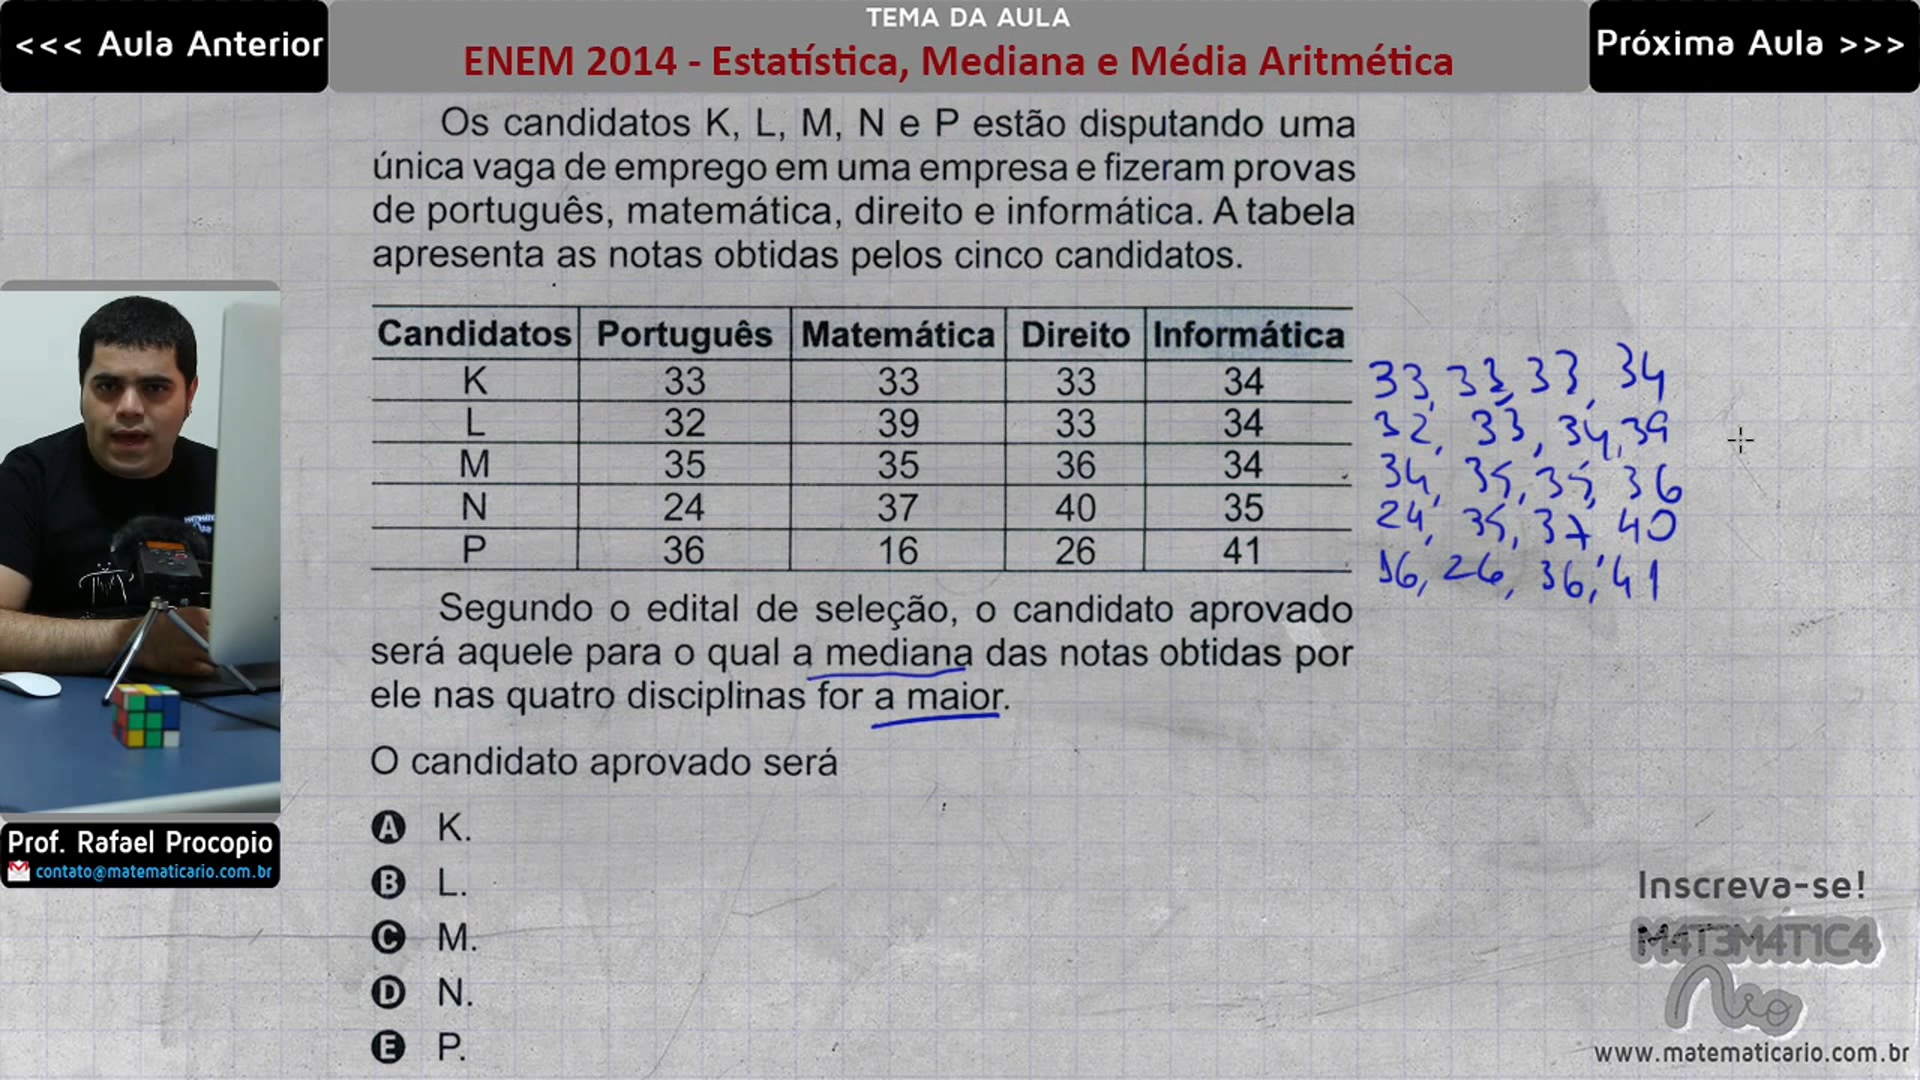 <<< Aula Anterior
TEMA DA AULA
ENEM 2014 - Estatística, Mediana e Média Aritmética
Próxima Aula >>>
Os candidatos K, L, M, N e P estão disputando uma
única vaga de emprego em uma empresa e fizeram provas
de português, matemática, direito e informática. A tabela
apresenta as notas obtidas pelos cinco candidatos.
Candidatos Português Matemática Direito Informática
K 33 33 33 34 33, 33, 33, 34
L 32 39 33 34 32, 33, 34, 39
M 35 35 36 34 34, 35, 35, 36
N 24 37 40 35 24, 35, 37, 40
P 36 16 26 41 16, 26, 36, 41
Segundo o edital de seleção, o candidato aprovado
será aquele para o qual a mediana das notas obtidas por
ele nas quatro disciplinas for a maior.
O candidato aprovado será
A K.
B L.
C M.
D N.
E P.
Prof. Rafael Procopio
contato@matematicario.com.br
Inscreva-se!
M4T3M4T1C4
Rio
www.matematicario.com.br